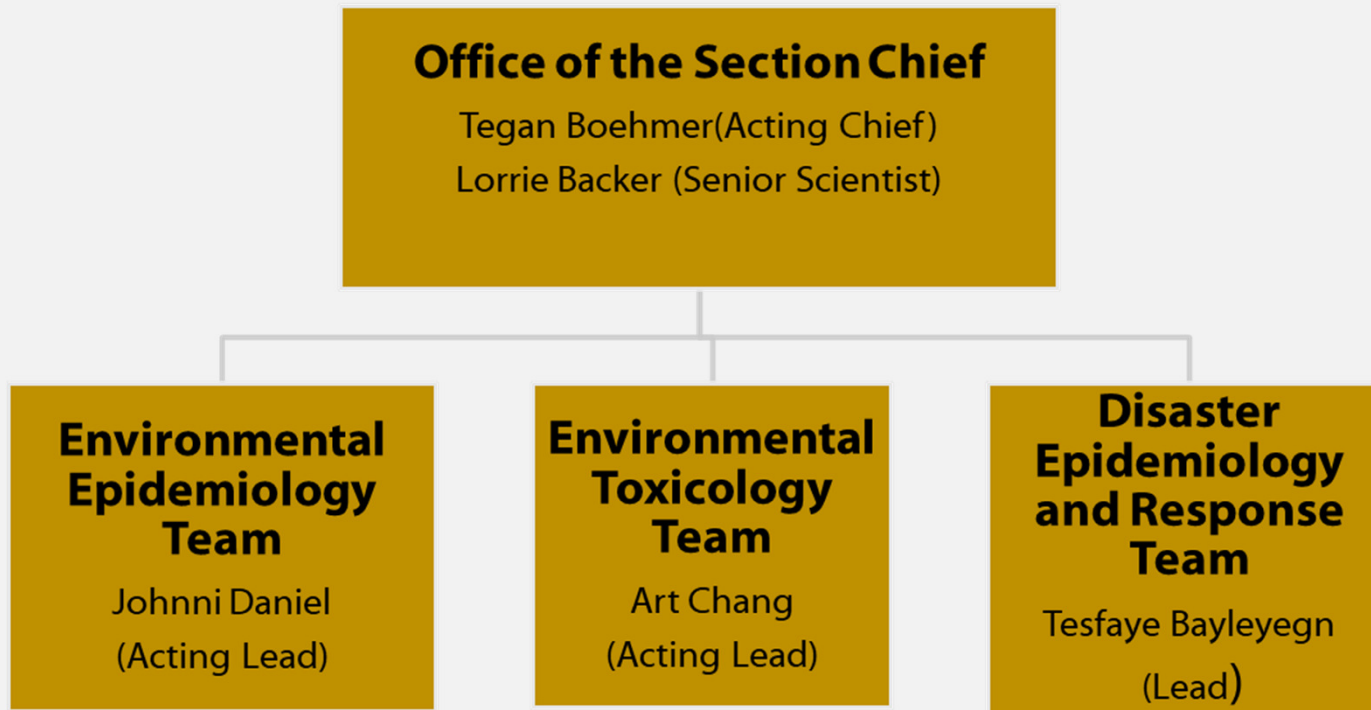 Office of the Section Chief
Tegan Boehmer(Acting Chief)
Lorrie Backer (Senior Scientist)
Environmental
Epidemiology
Team
Johnni Daniel
(Acting Lead)
Environmental
Toxicology
Team
Art Chang
(Acting Lead)
Disaster
Epidemiology
and Response
Team
Tesfaye Bayleyegn
(Lead)